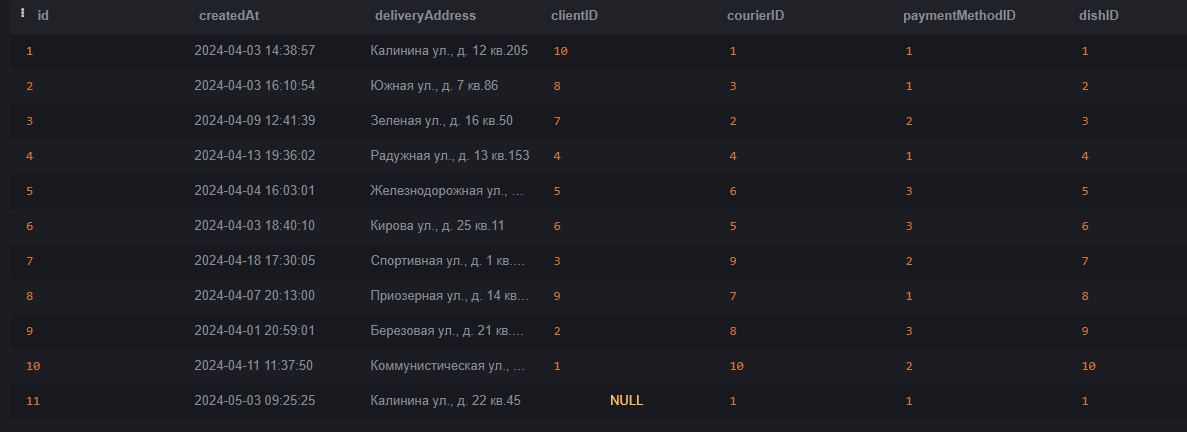 id createdAt deliveryAddress clientID courierID paymentMethodID dishID
1 2024-04-03 14:38:57 Калинина ул., д. 12 кв.205 10 1 1 1
2 2024-04-03 16:10:54 Южная ул., д. 7 кв.86 8 3 1 2
3 2024-04-09 12:41:39 Зеленая ул., д. 16 кв.50 7 2 2 3
4 2024-04-13 19:36:02 Радужная ул., д. 13 кв.153 4 4 1 4
5 2024-04-04 16:03:01 Железнодорожная ул., ... 5 6 3 5
6 2024-04-03 18:40:10 Кирова ул., д. 25 кв.11 6 5 3 6
7 2024-04-18 17:30:05 Спортивная ул., д. 1 кв.... 3 9 2 7
8 2024-04-07 20:13:00 Приозерная ул., д. 14 кв... 9 7 1 8
9 2024-04-01 20:59:01 Березовая ул., д. 21 кв.... 2 8 3 9
10 2024-04-11 11:37:50 Коммунистическая ул., ... 1 10 2 10
11 2024-05-03 09:25:25 Калинина ул., д. 22 кв.45 NULL 1 1 1